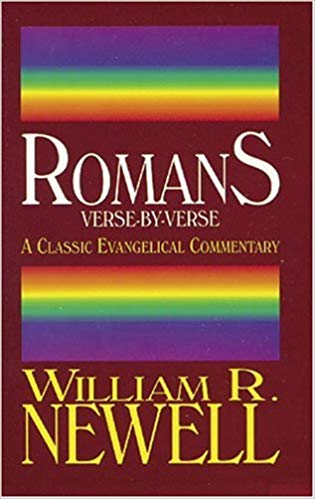 ROMANS
VERSE-BY-VERSE
A CLASSIC EVANGELICAL COMMENTARY
WILLIAM R.
NEWELL